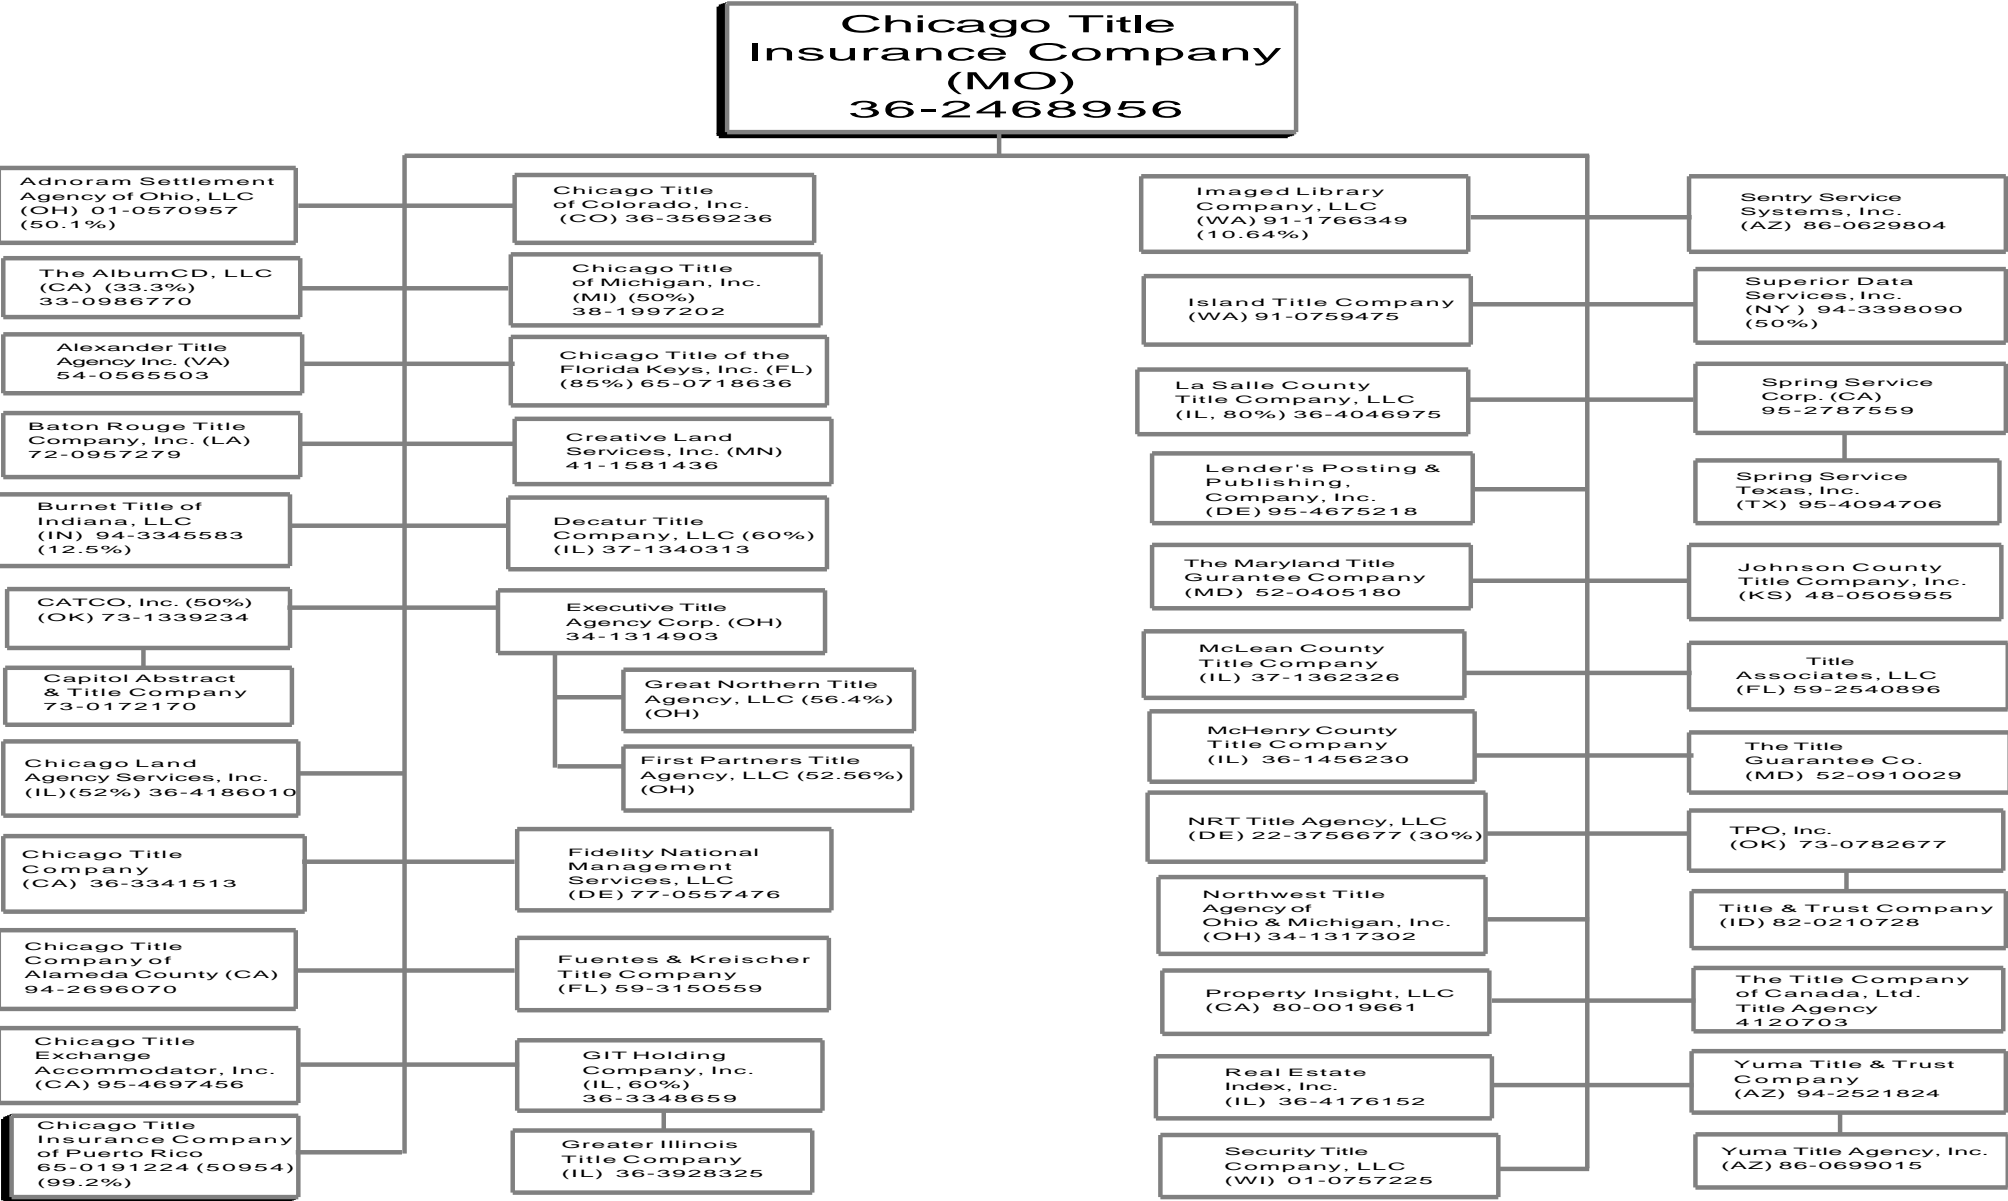 Chicago Title
Insurance Company
(MO)
36-2468956
Adnoram Settlement
Agency of Ohio, LLC
(OH) 01-0570957
(50.1%)
The AlbumCD, LLC
(CA) (33.3%)
33-0986770
Alexander Title
Agency Inc. (VA)
54-0565503
Baton Rouge Title
Company, Inc. (LA)
72-0957279
Burnet Title of
Indiana, LLC
(IN) 94-3345583
(12.5%)
CATCO, Inc. (50%)
(OK) 73-1339234
Capitol Abstract
& Title Company
73-0172170
Chicago Land
Agency Services, Inc.
(IL)(52%) 36-4186010
Chicago Title
Company
(CA) 36-3341513
Chicago Title
Company of
Alameda County (CA)
94-2696070
Chicago Title
Exchange
Accommodator, Inc.
(CA) 95-4697456
Chicago Title
Insurance Company
of Puerto Rico
65-0191224 (50954)
(99.2%)
Chicago Title
of Colorado, Inc.
(CO) 36-3569236
Chicago Title
of Michigan, Inc.
(MI) (50%)
38-1997202
Chicago Title of the
Florida Keys, Inc. (FL)
(85%) 65-0718636
Creative Land
Services, Inc. (MN)
41-1581436
Decatur Title
Company, LLC (60%)
(IL) 37-1340313
Executive Title
Agency Corp. (OH)
34-1314903
Great Northern Title
Agency, LLC (56.4%)
(OH)
First Partners Title
Agency, LLC (52.56%)
(OH)
Fidelity National
Management
Services, LLC
(DE) 77-0557476
Fuentes & Kreischer
Title Company
(FL) 59-3150559
GIT Holding
Company, Inc.
(IL, 60%)
36-3348659
Greater Illinois
Title Company
(IL) 36-3928325
Imaged Library
Company, LLC
(WA) 91-1766349
(10.64%)
Island Title Company
(WA) 91-0759475
La Salle County
Title Company, LLC
(IL, 80%) 36-4046975
Lender's Posting &
Publishing,
Company, Inc.
(DE) 95-4675218
The Maryland Title
Gurantee Company
(MD) 52-0405180
McLean County
Title Company
(IL) 37-1362326
McHenry County
Title Company
(IL) 36-1456230
NRT Title Agency, LLC
(DE) 22-3756677 (30%)
Northwest Title
Agency of
Ohio & Michigan, Inc.
(OH) 34-1317302
Property Insight, LLC
(CA) 80-0019661
Real Estate
Index, Inc.
(IL) 36-4176152
Security Title
Company, LLC
(WI) 01-0757225
Sentry Service
Systems, Inc.
(AZ) 86-0629804
Superior Data
Services, Inc.
(NY ) 94-3398090
(50%)
Spring Service
Corp. (CA)
95-2787559
Spring Service
Texas, Inc.
(TX) 95-4094706
Johnson County
Title Company, Inc.
(KS) 48-0505955
Title
Associates, LLC
(FL) 59-2540896
The Title
Guarantee Co.
(MD) 52-0910029
TPO, Inc.
(OK) 73-0782677
Title & Trust Company
(ID) 82-0210728
The Title Company
of Canada, Ltd.
Title Agency
4120703
Yuma Title & Trust
Company
(AZ) 94-2521824
Yuma Title Agency, Inc.
(AZ) 86-0699015